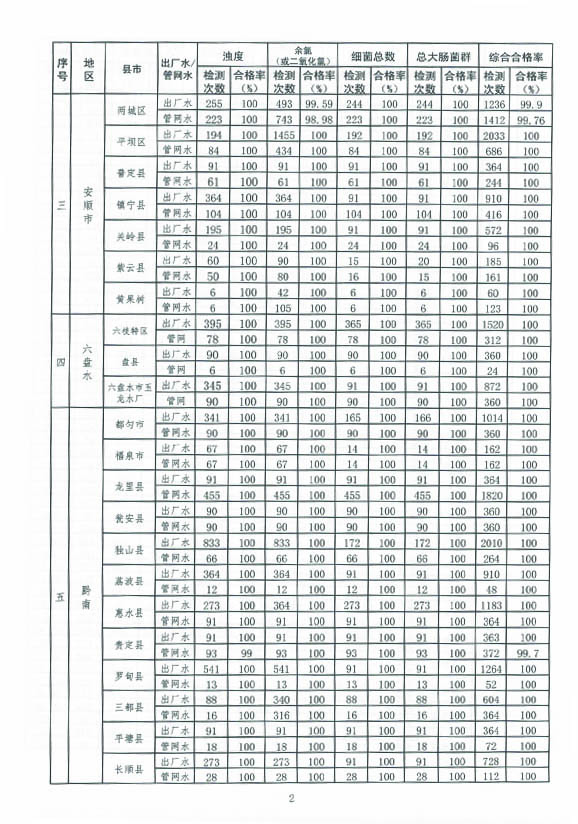 序号 地区 县市 出厂水/管网水 浊度 余氯(或二氧化氯) 细菌总数 总大肠菌群 综合合格率
检测次数 合格率(%) 检测次数 合格率(%) 检测次数 合格率(%) 检测次数 合格率(%) 检测次数 合格率(%)
三 安顺市 两城区 出厂水 255 100 493 99.59 244 100 244 100 1236 99.9
管网水 223 100 743 98.98 223 100 223 100 1412 99.76
平坝区 出厂水 194 100 1455 100 192 100 192 100 2033 100
管网水 84 100 434 100 84 100 84 100 686 100
普定县 出厂水 91 100 91 100 91 100 91 100 364 100
管网水 61 100 61 100 61 100 61 100 244 100
镇宁县 出厂水 364 100 364 100 91 100 91 100 910 100
管网水 104 100 104 100 104 100 104 100 416 100
关岭县 出厂水 195 100 195 100 91 100 91 100 572 100
管网水 24 100 24 100 24 100 24 100 96 100
紫云县 出厂水 60 100 90 100 15 100 20 100 185 100
管网水 50 100 80 100 16 100 15 100 161 100
黄果树 出厂水 6 100 42 100 6 100 6 100 60 100
管网水 6 100 105 100 6 100 6 100 123 100
四 六盘水 六枝特区 出厂水 395 100 395 100 365 100 365 100 1520 100
管网 78 100 78 100 78 100 78 100 312 100
盘县 出厂水 90 100 90 100 90 100 90 100 360 100
管网 6 100 6 100 6 100 6 100 24 100
六盘水市玉龙水厂 出厂水 345 100 345 100 91 100 91 100 872 100
管网 90 100 90 100 90 100 90 100 360 100
五 黔南 都匀市 出厂水 341 100 341 100 165 100 166 100 1014 100
管网水 90 100 90 100 90 100 90 100 360 100
福泉市 出厂水 67 100 67 100 14 100 14 100 162 100
管网水 67 100 67 100 14 100 14 100 162 100
龙里县 出厂水 91 100 91 100 91 100 91 100 364 100
管网水 455 100 455 100 455 100 455 100 1820 100
瓮安县 出厂水 90 100 90 100 90 100 90 100 360 100
管网水 90 100 90 100 90 100 90 100 360 100
独山县 出厂水 833 100 833 100 172 100 172 100 2010 100
管网水 66 100 66 100 66 100 66 100 264 100
荔波县 出厂水 364 100 364 100 91 100 91 100 910 100
管网水 12 100 12 100 12 100 12 100 48 100
惠水县 出厂水 273 100 364 100 273 100 273 100 1183 100
管网水 91 100 91 100 91 100 91 100 364 100
贵定县 出厂水 91 100 91 100 91 100 91 100 363 100
管网水 93 99 93 100 93 100 93 100 372 99.7
罗甸县 出厂水 541 100 541 100 91 100 91 100 1264 100
管网水 13 100 13 100 13 100 13 100 52 100
三都县 出厂水 88 100 340 100 88 100 88 100 604 100
管网水 16 100 316 100 16 100 16 100 364 100
平塘县 出厂水 91 100 91 100 91 100 91 100 364 100
管网水 18 100 18 100 18 100 18 100 72 100
长顺县 出厂水 273 100 273 100 91 100 91 100 728 100
管网水 28 100 28 100 28 100 28 100 112 100
2